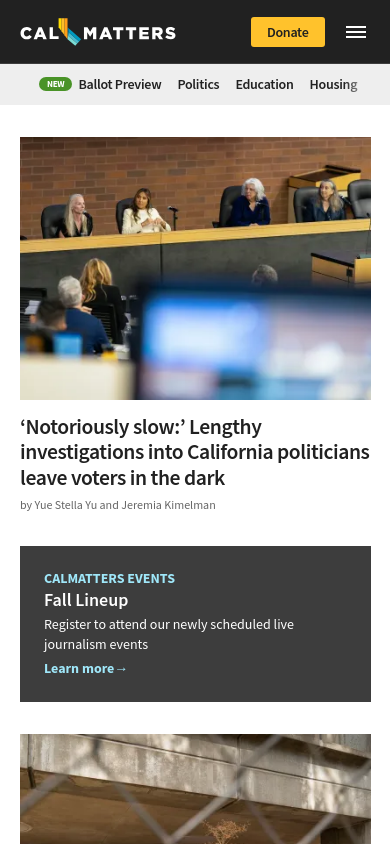 CAL MATTERS
Donate
NEW Ballot Preview Politics Education Housing
‘Notoriously slow:’ Lengthy
investigations into California politicians
leave voters in the dark
by Yue Stella Yu and Jeremia Kimelman
CALMATTERS EVENTS
Fall Lineup
Register to attend our newly scheduled live
journalism events
Learn more→